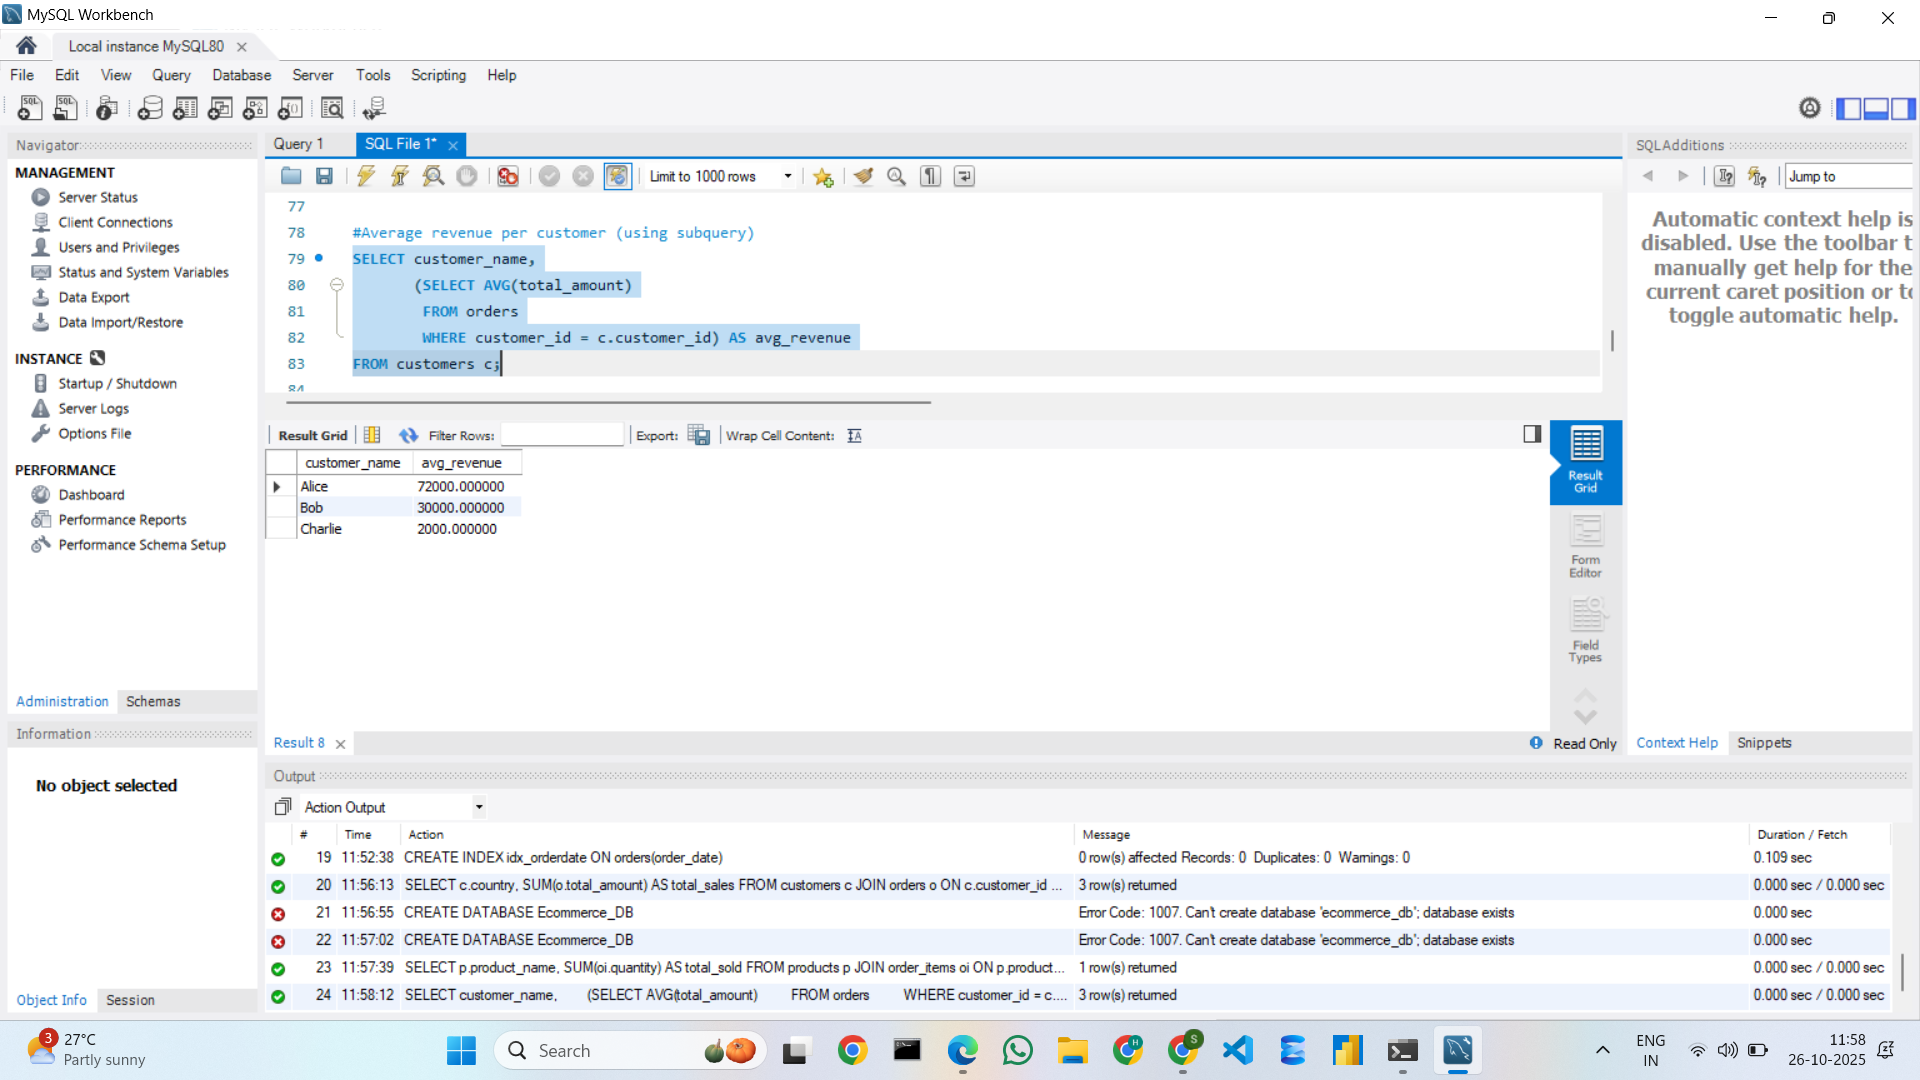 MySQL Workbench
Local instance MySQL80
File Edit View Query Database Server Tools Scripting Help
Navigator
MANAGEMENT
Server Status
Client Connections
Users and Privileges
Status and System Variables
Data Export
Data Import/Restore
INSTANCE
Startup / Shutdown
Server Logs
Options File
PERFORMANCE
Dashboard
Performance Reports
Performance Schema Setup
Administration Schemas
Information
No object selected
Object Info Session
Query 1 SQL File 1*
Limit to 1000 rows
77
78 #Average revenue per customer (using subquery)
79 SELECT customer_name,
80 (SELECT AVG(total_amount)
81 FROM orders
82 WHERE customer_id = c.customer_id) AS avg_revenue
83 FROM customers c;
84
Result Grid Filter Rows: Export: Wrap Cell Content:
customer_name avg_revenue
Alice 72000.000000
Bob 30000.000000
Charlie 2000.000000
Result
Grid
Form
Editor
Field
Types
Result 8 Read Only
SQLAdditions
Jump to
Automatic context help is
disabled. Use the toolbar t
manually get help for the
current caret position or to
toggle automatic help.
Context Help Snippets
Output
Action Output
# Time Action Message Duration / Fetch
19 11:52:38 CREATE INDEX idx_orderdate ON orders(order_date) 0 row(s) affected Records: 0 Duplicates: 0 Warnings: 0 0.109 sec
20 11:56:13 SELECT c.country, SUM(o.total_amount) AS total_sales FROM customers c JOIN orders o ON c.customer_id ... 3 row(s) returned 0.000 sec / 0.000 sec
21 11:56:55 CREATE DATABASE Ecommerce_DB Error Code: 1007. Can't create database 'ecommerce_db'; database exists 0.000 sec
22 11:57:02 CREATE DATABASE Ecommerce_DB Error Code: 1007. Can't create database 'ecommerce_db'; database exists 0.000 sec
23 11:57:39 SELECT p.product_name, SUM(oi.quantity) AS total_sold FROM products p JOIN order_items oi ON p.product... 1 row(s) returned 0.000 sec / 0.000 sec
24 11:58:12 SELECT customer_name, (SELECT AVG(total_amount) FROM orders WHERE customer_id = c.... 3 row(s) returned 0.000 sec / 0.000 sec
3
27°C
Partly sunny
Search
H
S
ENG
IN
11:58
26-10-2025